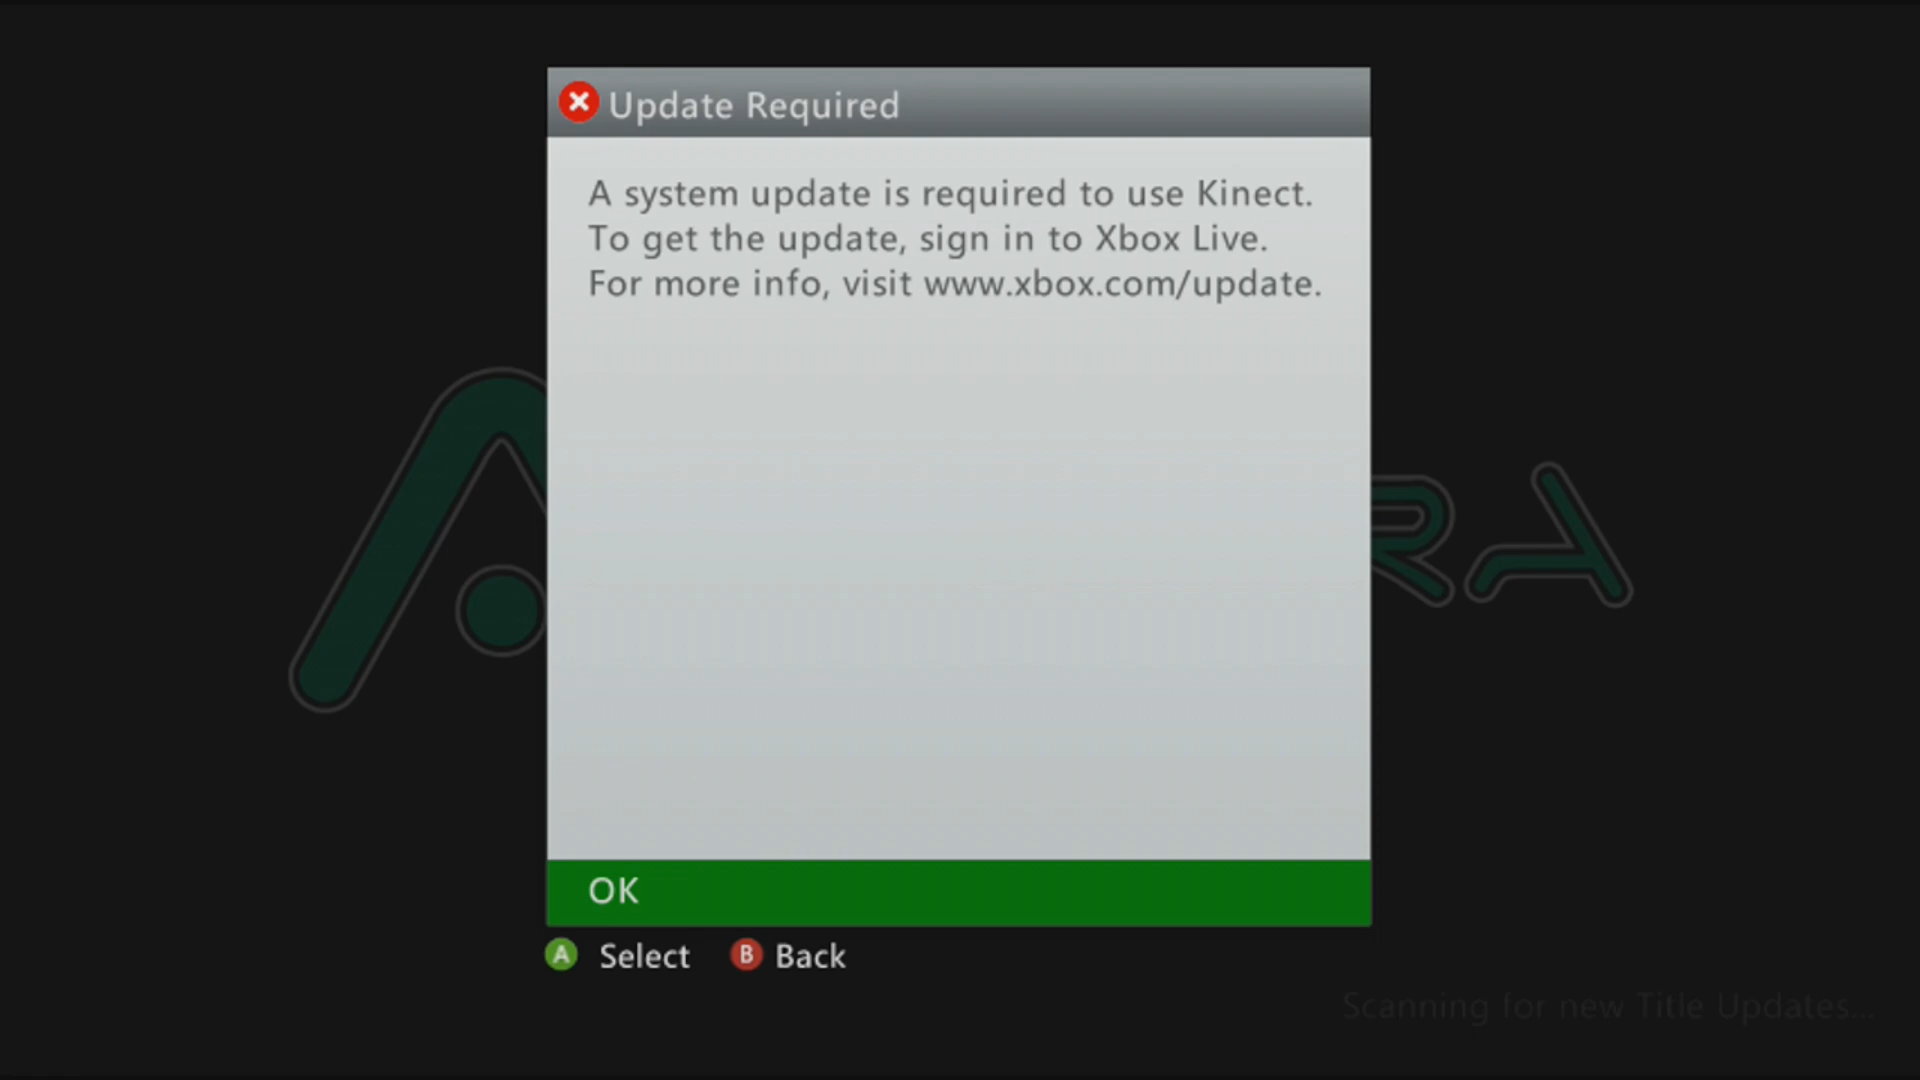 Update Required
A system update is required to use Kinect.
To get the update, sign in to Xbox Live.
For more info, visit www.xbox.com/update.
RA
OK
A Select B Back
Scanning for new Title Updates...